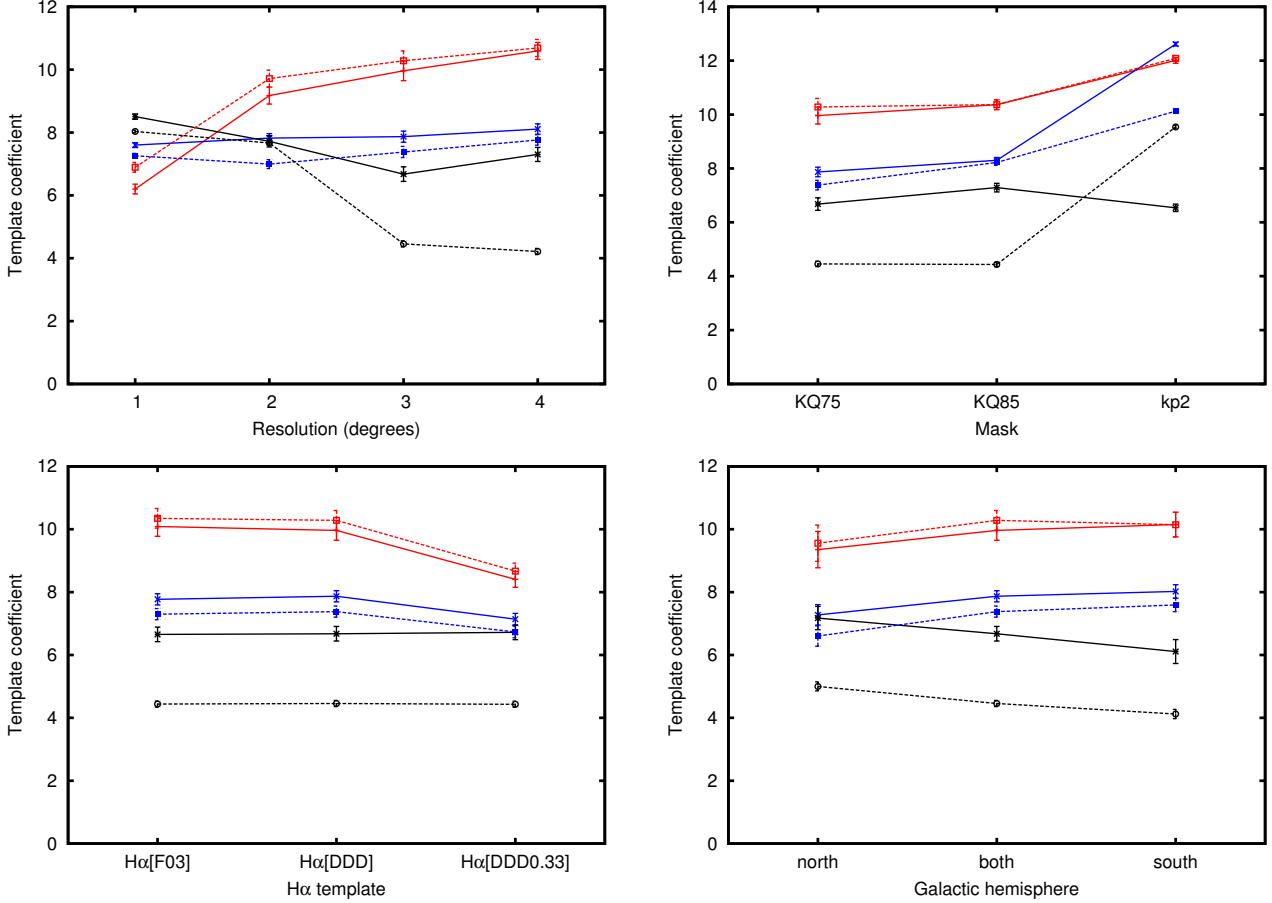 12
10
8
6
4
2
0
Template coefficient
1 2 3 4
Resolution (degrees)
14
12
10
8
6
4
2
0
Template coefficient
KQ75 KQ85 kp2
Mask
12
10
8
6
4
2
0
Template coefficient
Hα[F03] Hα[DDD] Hα[DDD0.33]
Hα template
12
10
8
6
4
2
0
Template coefficient
north both south
Galactic hemisphere